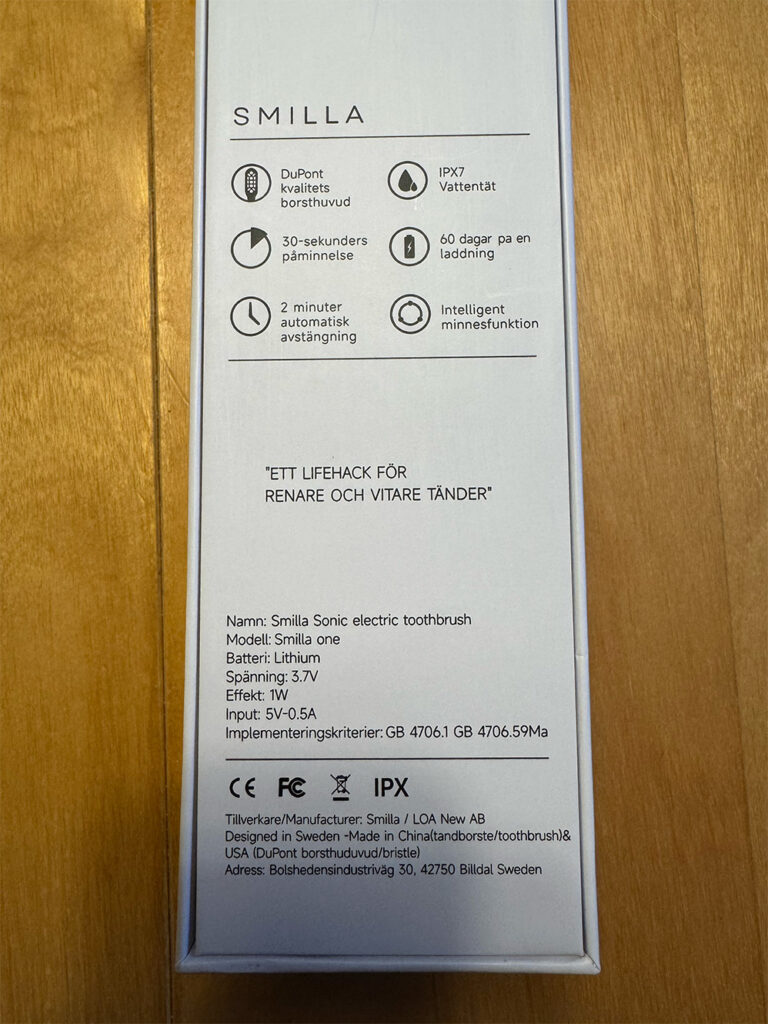 SMILLA
DuPont
kvalitets
borsthuvud
IPX7
Vattentät
30-sekunders
påminnelse
60 dagar pa en
laddning
2 minuter
automatisk
avstängning
Intelligent
minnesfunktion
"ETT LIFEHACK FÖR
RENARE OCH VITARE TÄNDER"
Namn: Smilla Sonic electric toothbrush
Modell: Smilla one
Batteri: Lithium
Spänning: 3.7V
Effekt: 1W
Input: 5V-0.5A
Implementeringskriterier: GB 4706.1 GB 4706.59Ma
CE FC IPX
Tillverkare/Manufacturer: Smilla / LOA New AB
Designed in Sweden -Made in China(tandborste/toothbrush)&
USA (DuPont borsthuduvud/bristle)
Adress: Bolshedensindustriväg 30, 42750 Billdal Sweden